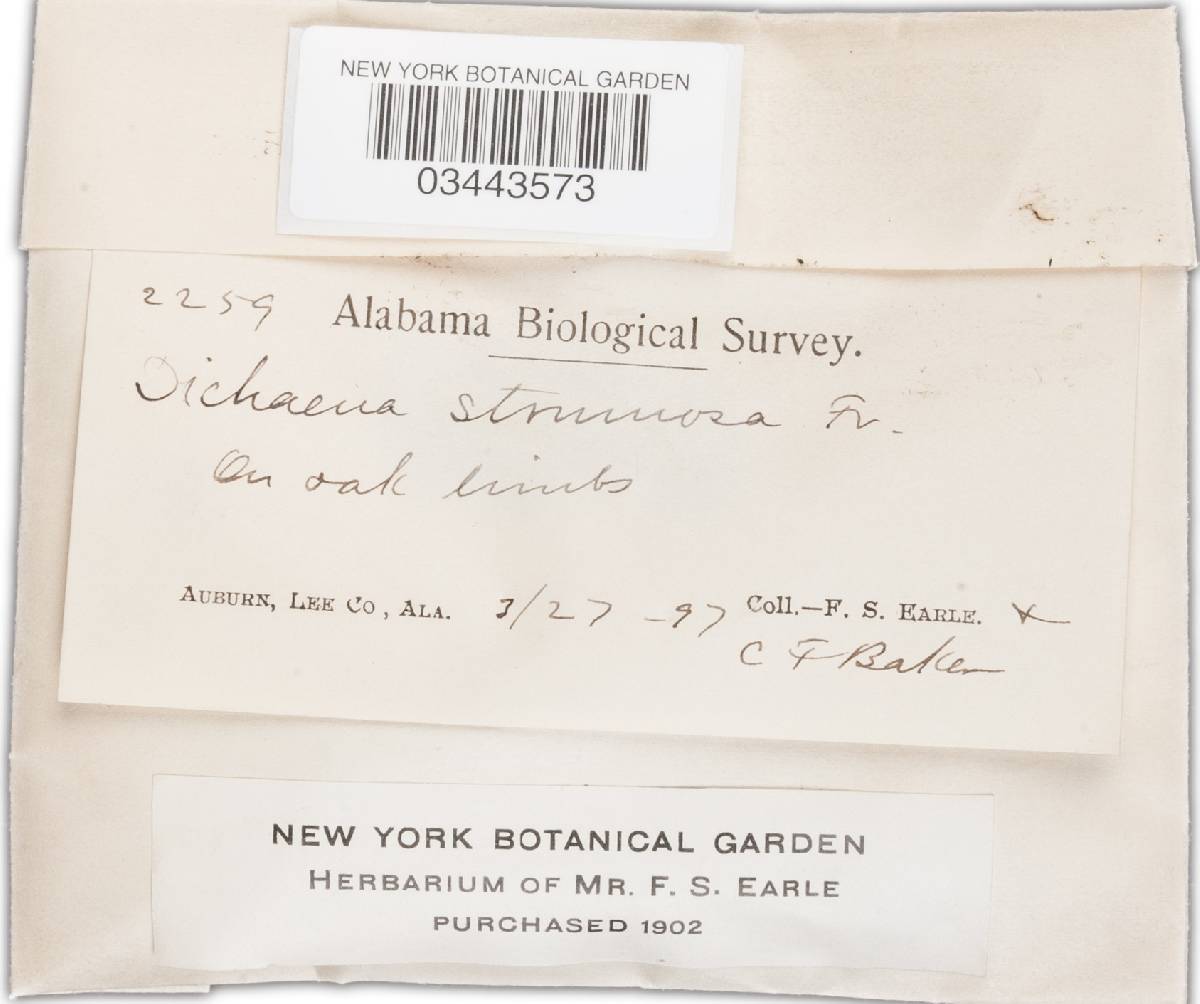 NEW YORK BOTANICAL GARDEN
03443573
2259 Alabama Biological Survey.
Dichaena strumosa Fr.
On oak limbs
AUBURN, LEE CO, ALA. 3/27-97 Coll.—F. S. EARLE. &
C F Baker
NEW YORK BOTANICAL GARDEN
HERBARIUM OF MR. F. S. EARLE
PURCHASED 1902